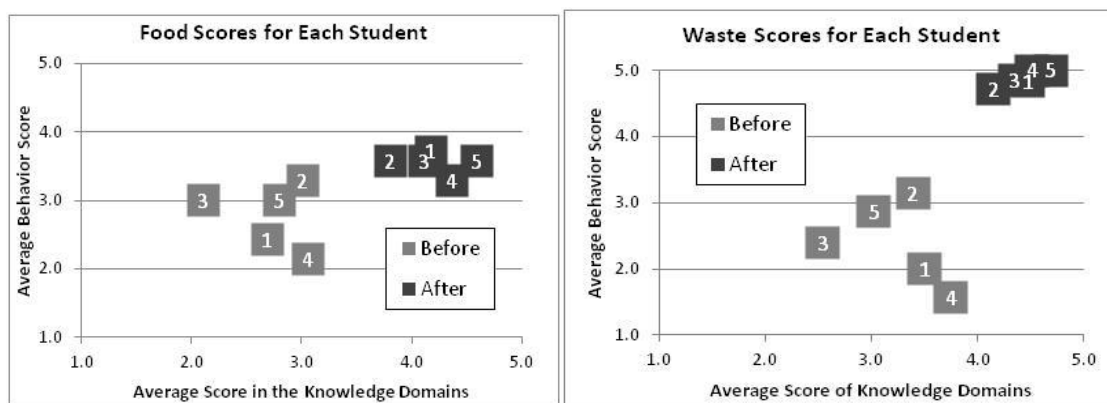 Food Scores for Each Student
5.0
4.0
3.0
2.0
1.0
Average Behavior Score
1.0 2.0 3.0 4.0 5.0
Average Score in the Knowledge Domains
Before
After
3
5
2
1
4
2
3
1
4
5
Waste Scores for Each Student
5.0
4.0
3.0
2.0
1.0
Average Behavior Score
1.0 2.0 3.0 4.0 5.0
Average Score of Knowledge Domains
Before
After
3
5
2
1
4
2
3
1
4
5